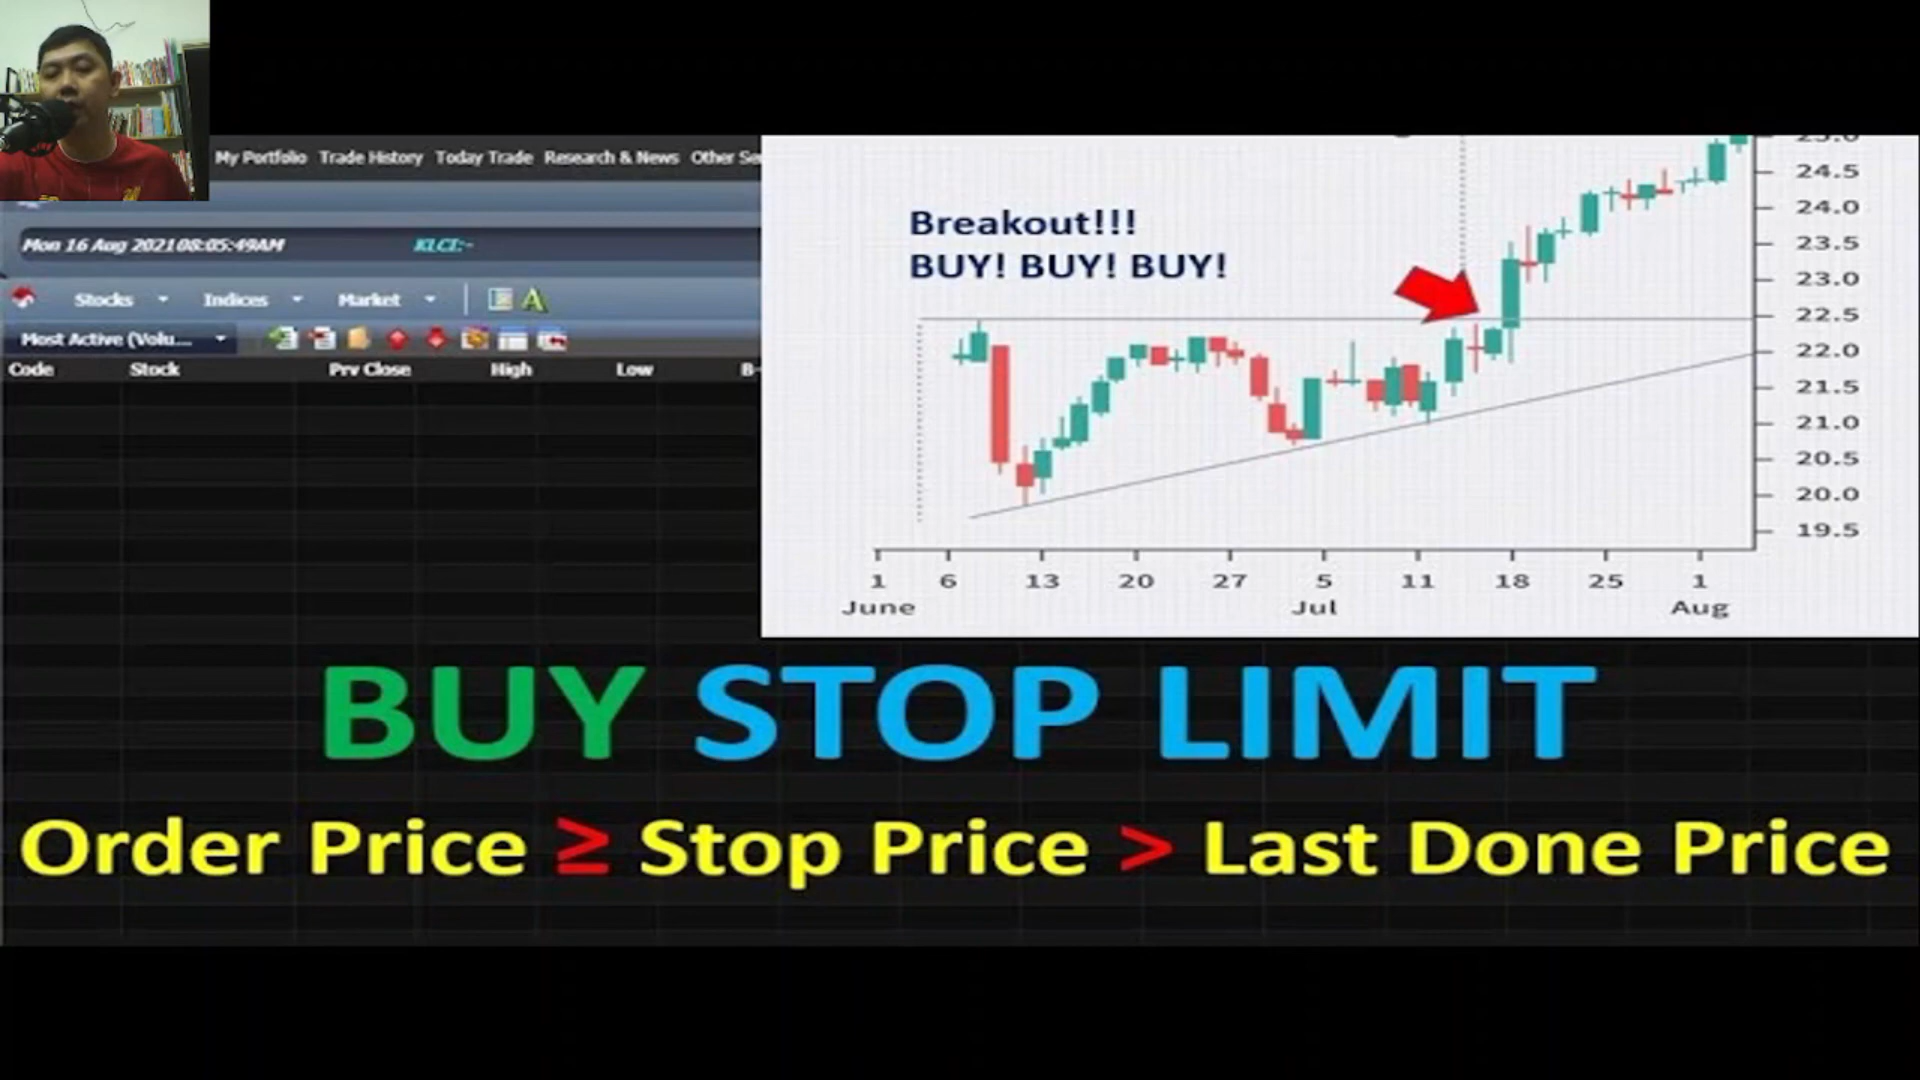 My Portfolio Trade History Today Trade Research & News Other
Mon 16 Aug 2021 08:05:49AM KLCI:-
Stocks Indices Market
A
Most Active (Volu...
Code Stock Prv Close High Low
Breakout!!!
BUY! BUY! BUY!
24.5
24.0
23.5
23.0
22.5
22.0
21.5
21.0
20.5
20.0
19.5
1 6 13 20 27 5 11 18 25 1
June Jul Aug
BUY STOP LIMIT
Order Price ≥ Stop Price > Last Done Price